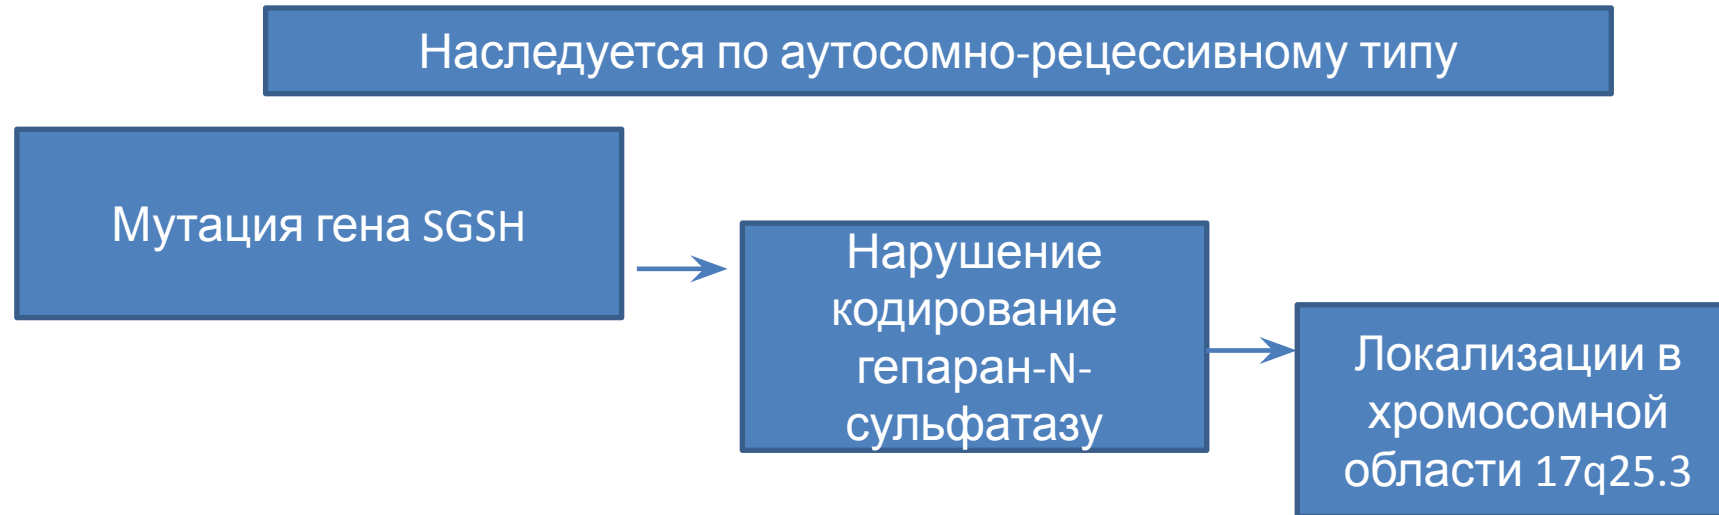 Наследуется по аутосомно-рецессивному типу
Мутация гена SGSH
Нарушение
кодирование
гепаран-N-
сульфатазу
Локализации в
хромосомной
области 17q25.3